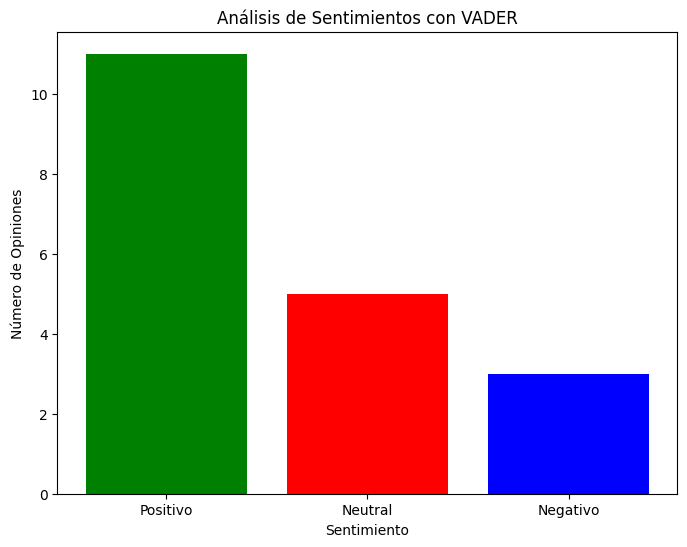 Análisis de Sentimientos con VADER
Número de Opiniones
10
8
6
4
2
0
Positivo
Neutral
Negativo
Sentimiento